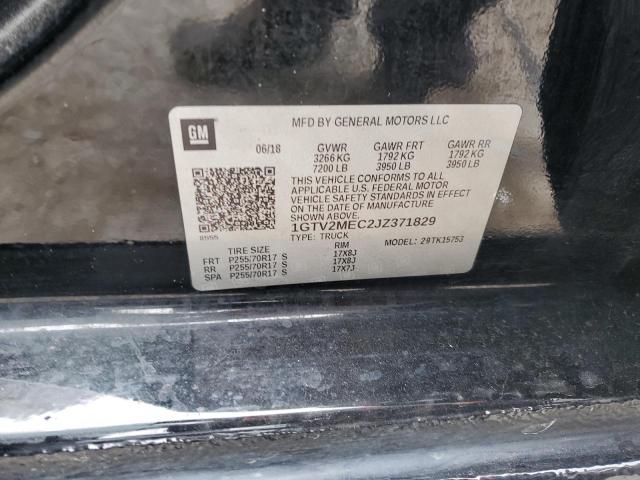 GM
MFD BY GENERAL MOTORS LLC
06/18 GVWR GAWR FRT GAWR RR
3266 KG 1792 KG 1792 KG
7200 LB 3950 LB 3950 LB
THIS VEHICLE CONFORMS TO ALL
APPLICABLE U.S. FEDERAL MOTOR
VEHICLE SAFETY STANDARDS IN EFFECT
ON THE DATE OF MANUFACTURE
SHOWN ABOVE.
1GTV2MEC2JZ371829
8555
TYPE: TRUCK MODEL: 29TK15753
TIRE SIZE RIM
FRT P255/70R17 S 17X8J
RR P255/70R17 S 17X8J
SPA P255/70R17 S 17X7J